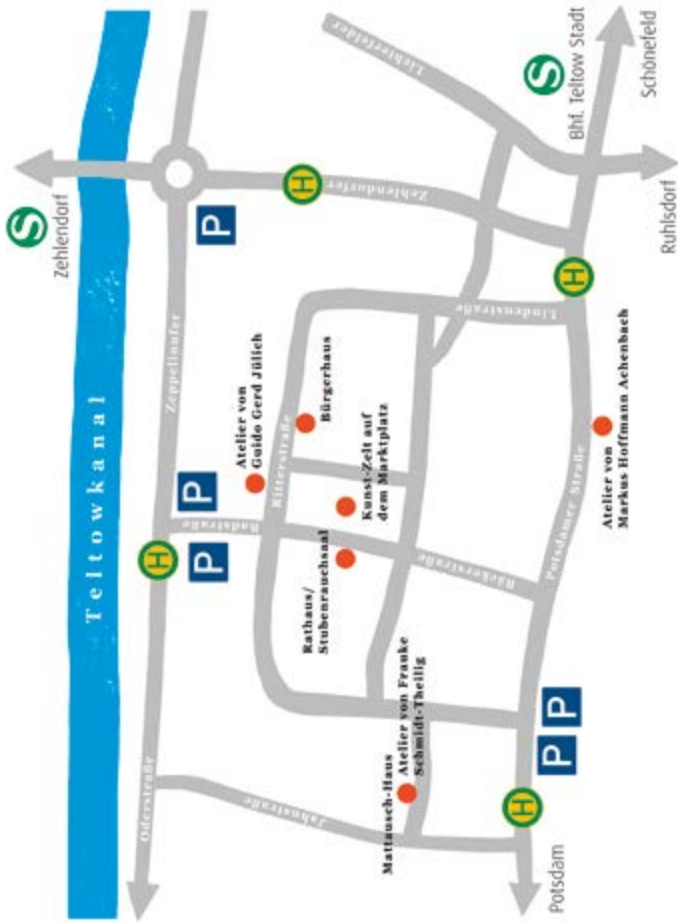 S
Zehlendorf
Teltowkanal
Zeppelinufer
Oderstraße
H
P
P
P
H
Zehlendorfer
Lichterfelder
S
Bhf. Teltow Stadt
Schönefeld
Ruhlsdorf
Atelier von
Guido Gerd Jülich
Ritterstraße
Bürgerhaus
Badstraße
Kunst-Zelt auf
dem Marktplatz
Rathaus/
Stubenrauchsaal
Lindenstraße
H
Bäckerstraße
Potsdamer Straße
Atelier von
Markus Hoffmann Achenbach
Mattausch-Haus
Atelier von Frauke
Schmidt-Theilig
Jahnstraße
P
P
H
Potsdam